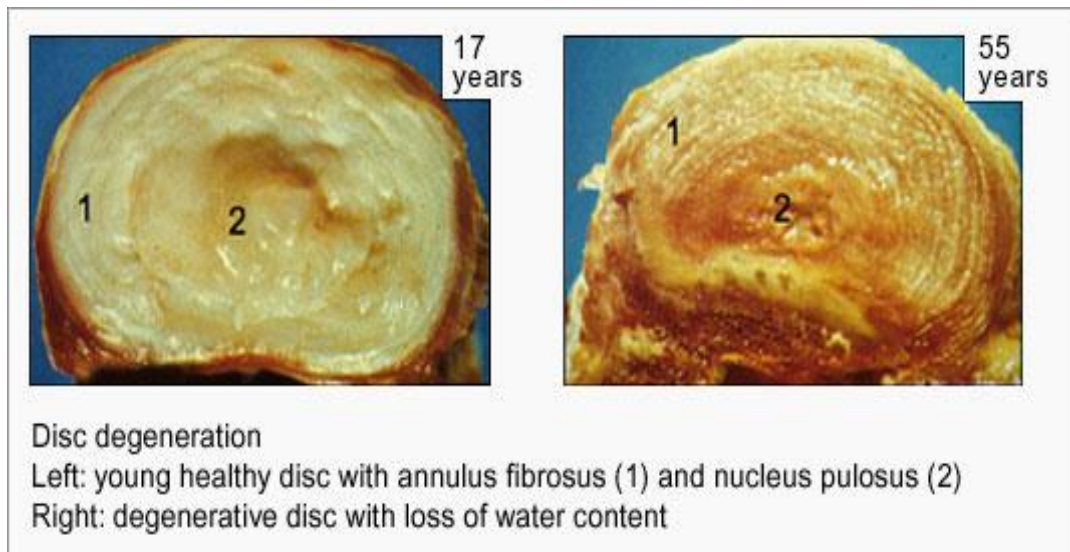 17
years
1
2
55
years
1
2
Disc degeneration
Left: young healthy disc with annulus fibrosus (1) and nucleus pulosus (2)
Right: degenerative disc with loss of water content